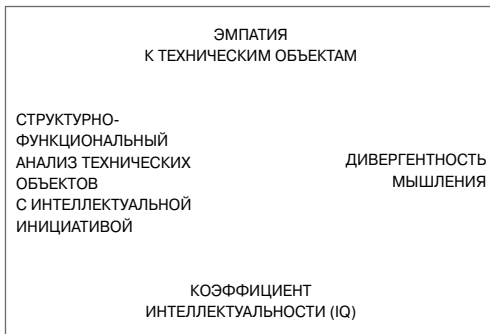 ЭМПАТИЯ
К ТЕХНИЧЕСКИМ ОБЪЕКТАМ
СТРУКТУРНО-
ФУНКЦИОНАЛЬНЫЙ
АНАЛИЗ ТЕХНИЧЕСКИХ
ОБЪЕКТОВ
С ИНТЕЛЛЕКТУАЛЬНОЙ
ИНИЦИАТИВОЙ
ДИВЕРГЕНТНОСТЬ
МЫШЛЕНИЯ
КОЭФФИЦИЕНТ
ИНТЕЛЛЕКТУАЛЬНОСТИ (IQ)